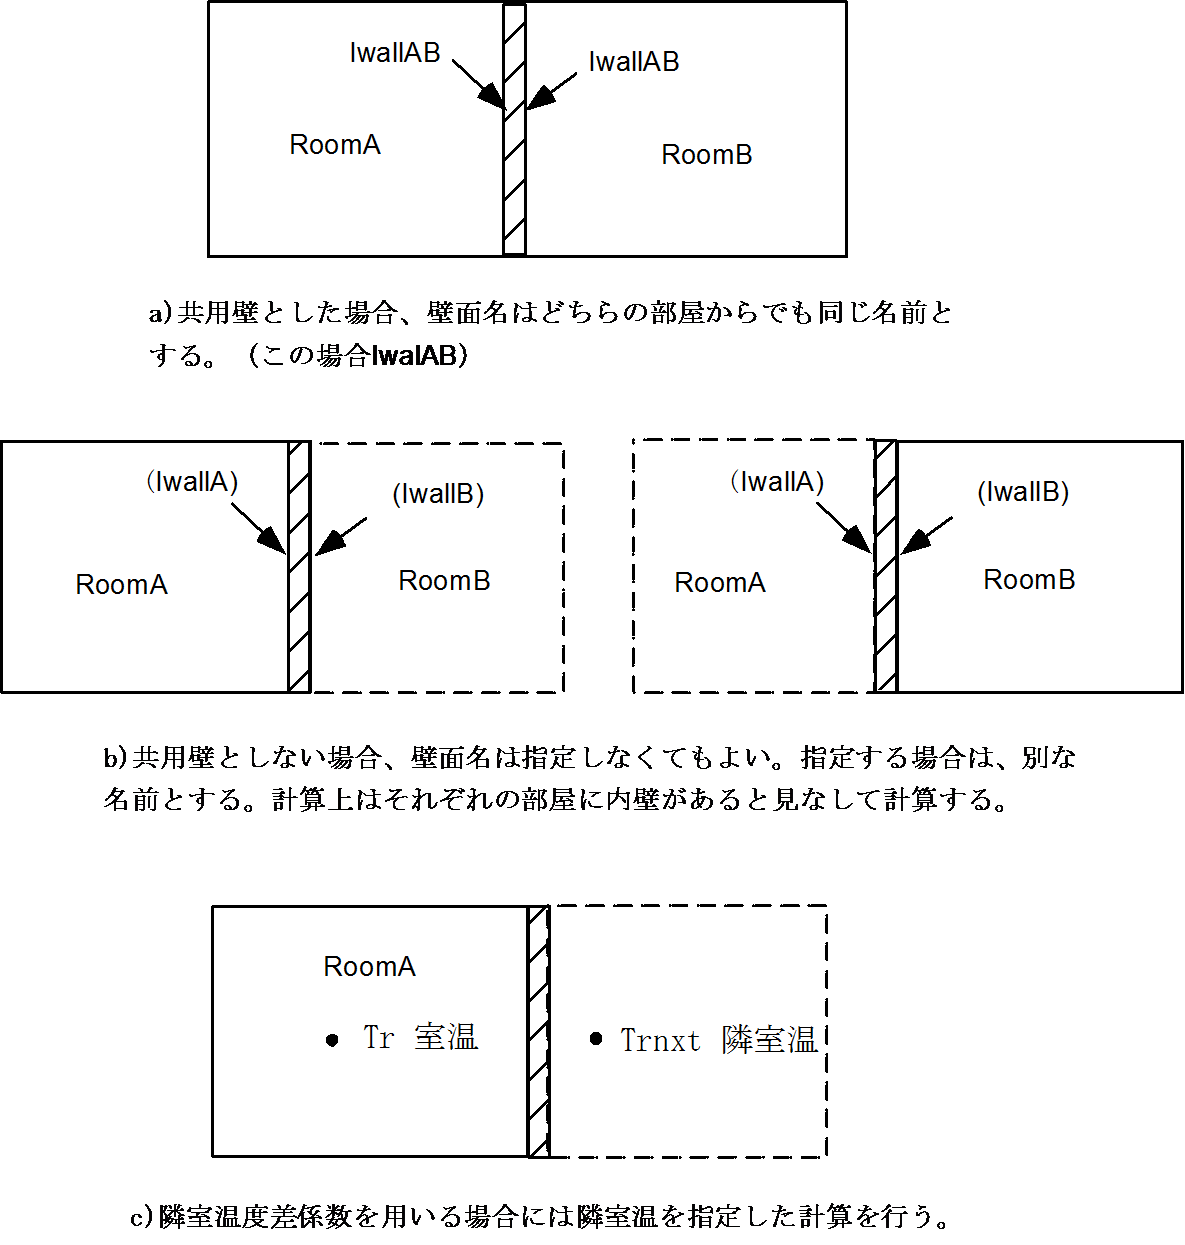 IwallAB
IwallAB
RoomA
RoomB
a)共用壁とした場合、壁面名はどちらの部屋からでも同じ名前と
する。（この場合IwalAB）
（IwallA)
(IwallB)
RoomA
RoomB
（IwallA)
(IwallB)
RoomA
RoomB
b)共用壁としない場合、壁面名は指定しなくてもよい。指定する場合は、別な
名前とする。計算上はそれぞれの部屋に内壁があると見なして計算する。
RoomA
Tr 室温
Trnxt 隣室温
c)隣室温度差係数を用いる場合には隣室温を指定した計算を行う。